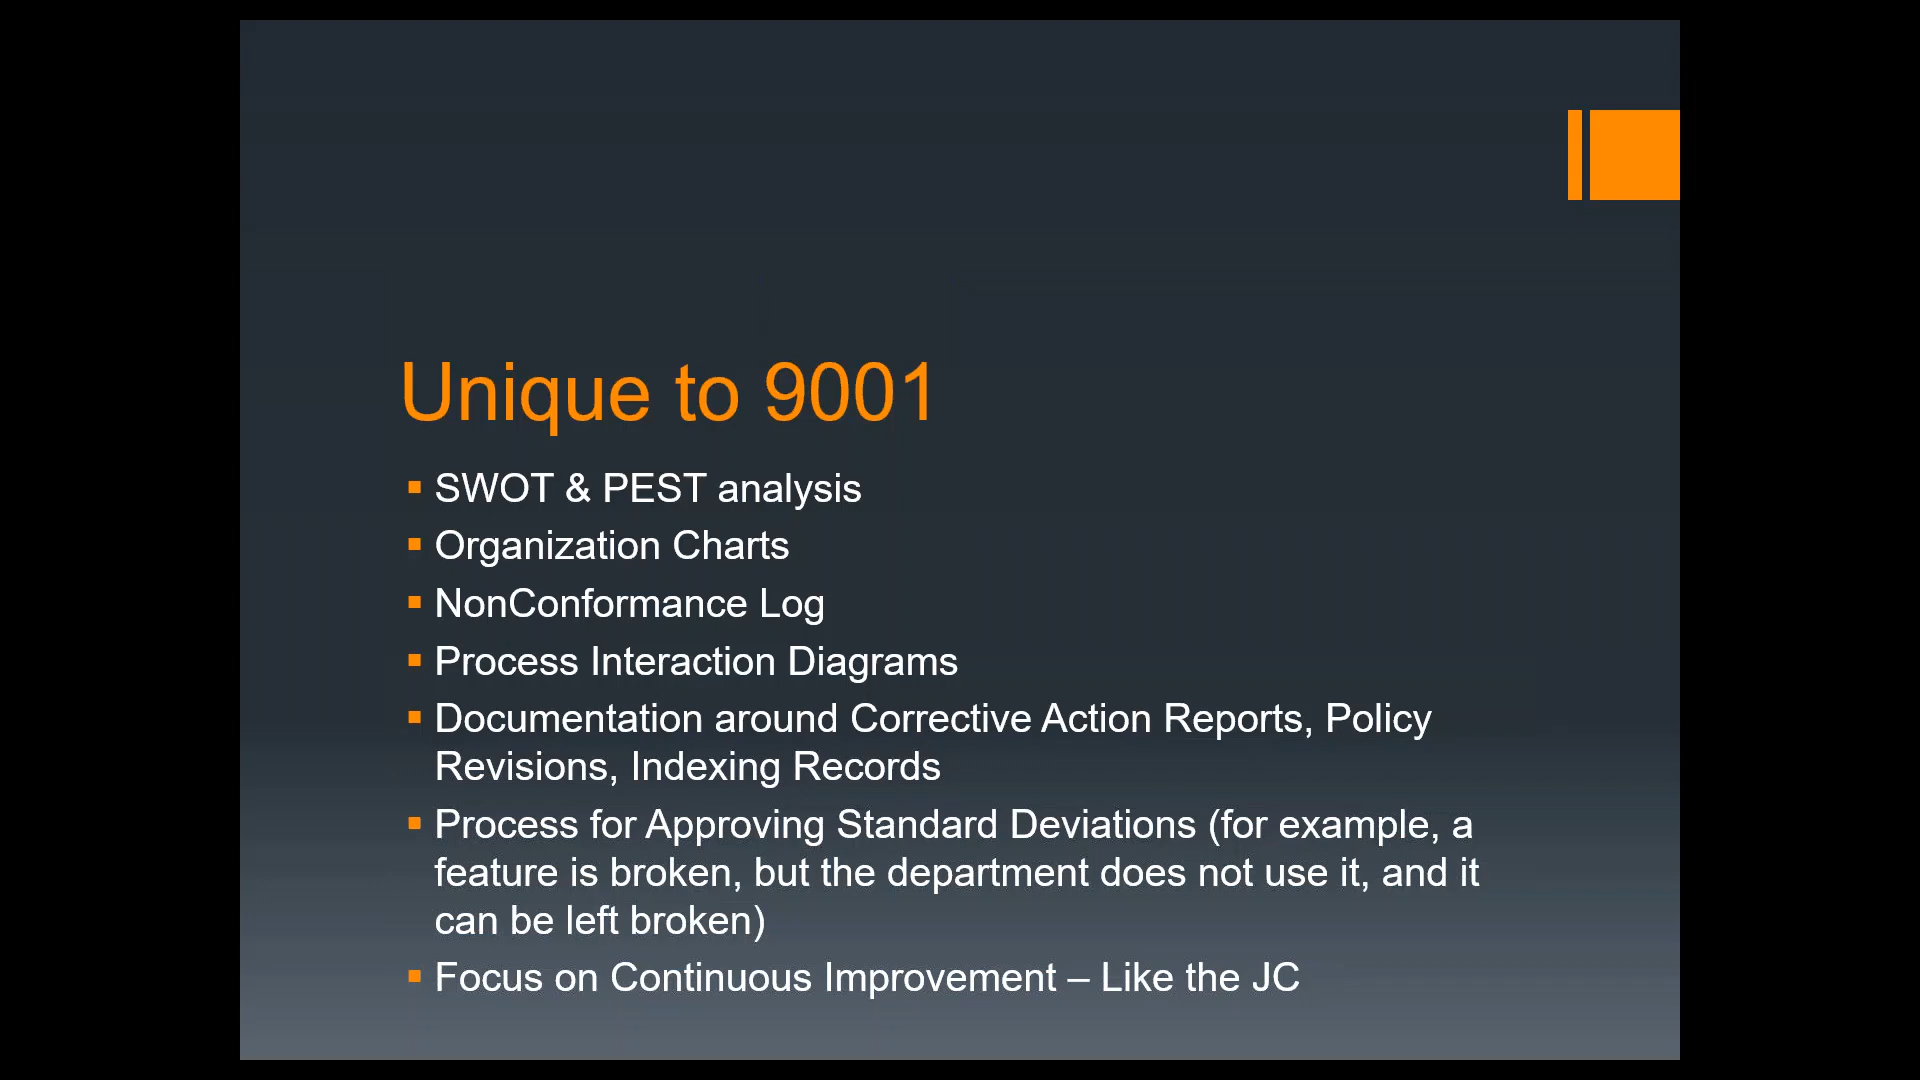 Unique to 9001
SWOT & PEST analysis
Organization Charts
NonConformance Log
Process Interaction Diagrams
Documentation around Corrective Action Reports, Policy
Revisions, Indexing Records
Process for Approving Standard Deviations (for example, a
feature is broken, but the department does not use it, and it
can be left broken)
Focus on Continuous Improvement – Like the JC